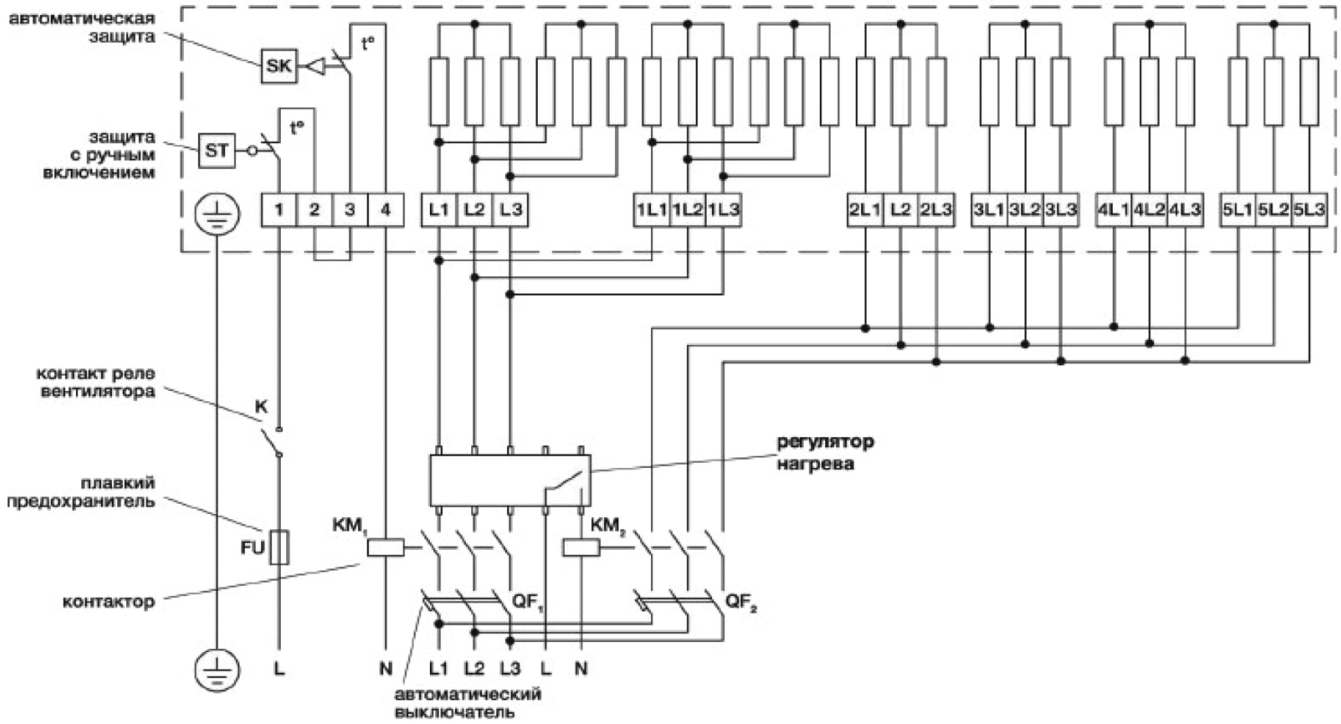 автоматическая
защита
SK
t°
защита
с ручным
включением
ST
t°
1 2 3 4
L1 L2 L3
1L1 1L2 1L3
2L1 L2 2L3
3L1 3L2 3L3
4L1 4L2 4L3
5L1 5L2 5L3
контакт реле
вентилятора
K
регулятор
нагрева
плавкий
предохранитель
FU
KM₁
KM₂
контактор
QF₁
QF₂
L
N
L1 L2 L3 L N
автоматический
выключатель